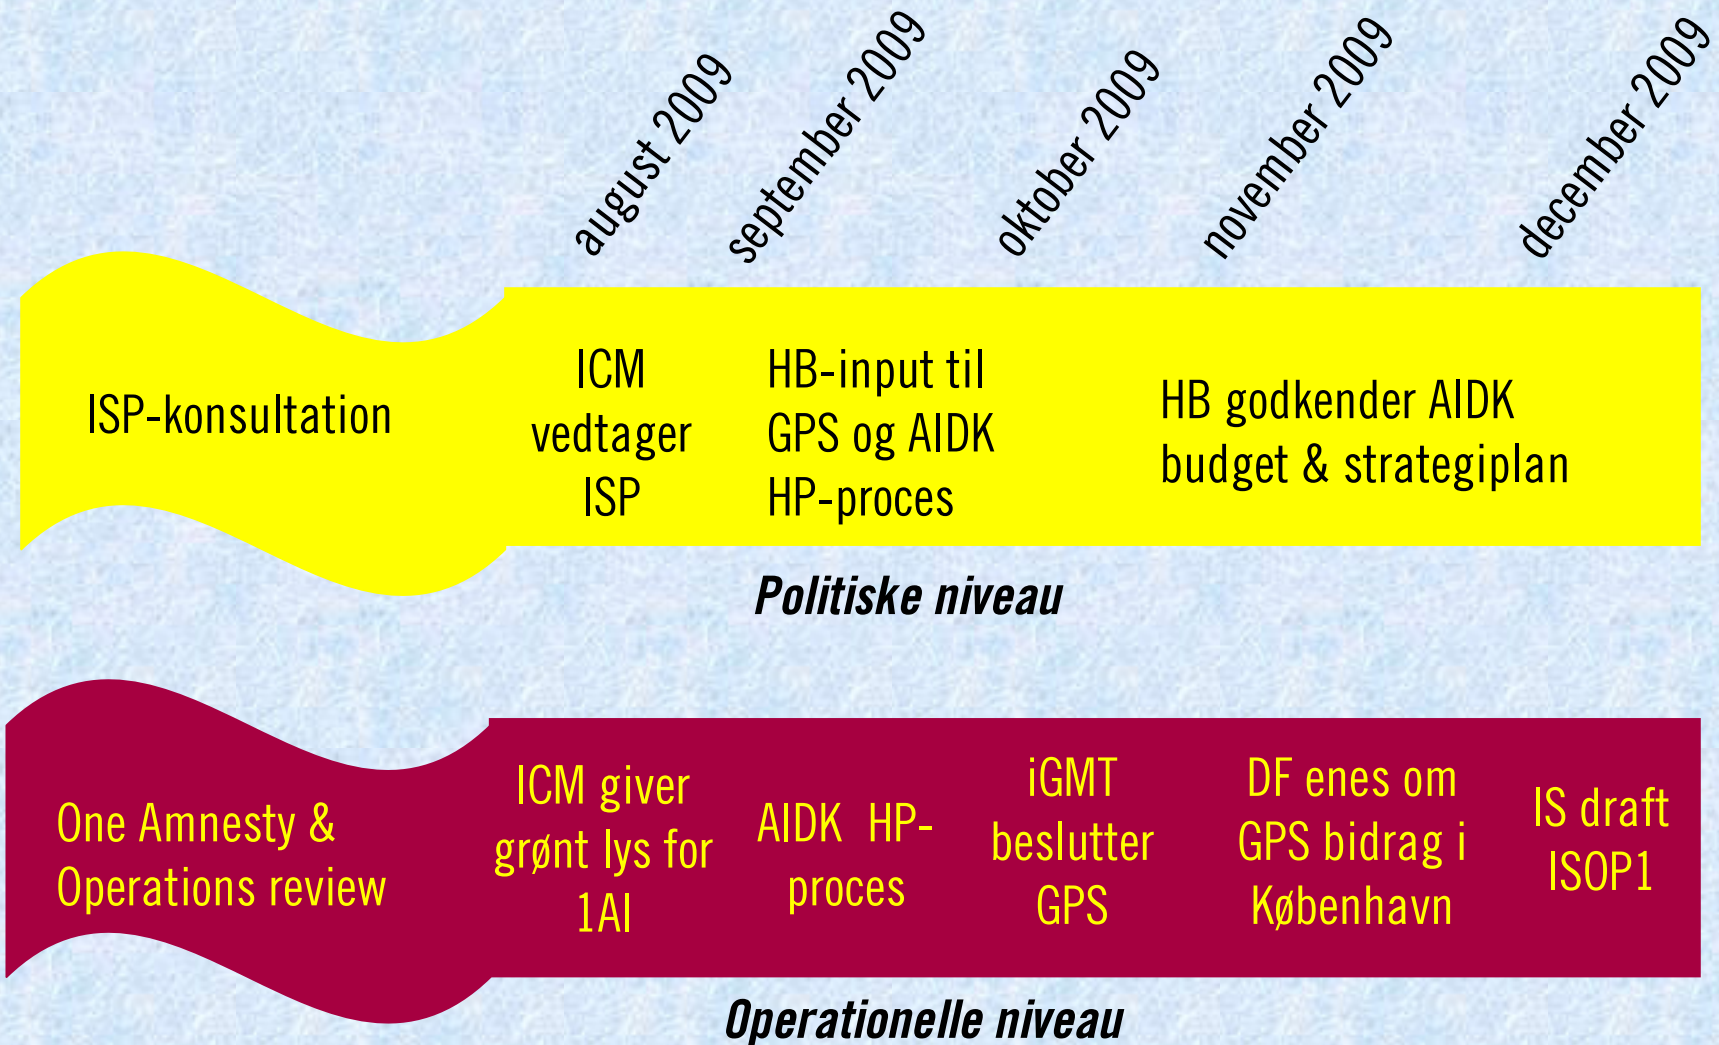 august 2009
september 2009
oktober 2009
november 2009
december 2009
ISP-konsultation
ICM
vedtager
ISP
HB-input til
GPS og AIDK
HP-proces
HB godkender AIDK
budget & strategiplan
Politiske niveau
One Amnesty &
Operations review
ICM giver
grønt lys for
1AI
AIDK HP-
proces
iGMT
beslutter
GPS
DF enes om
GPS bidrag i
København
IS draft
ISOP1
Operationelle niveau